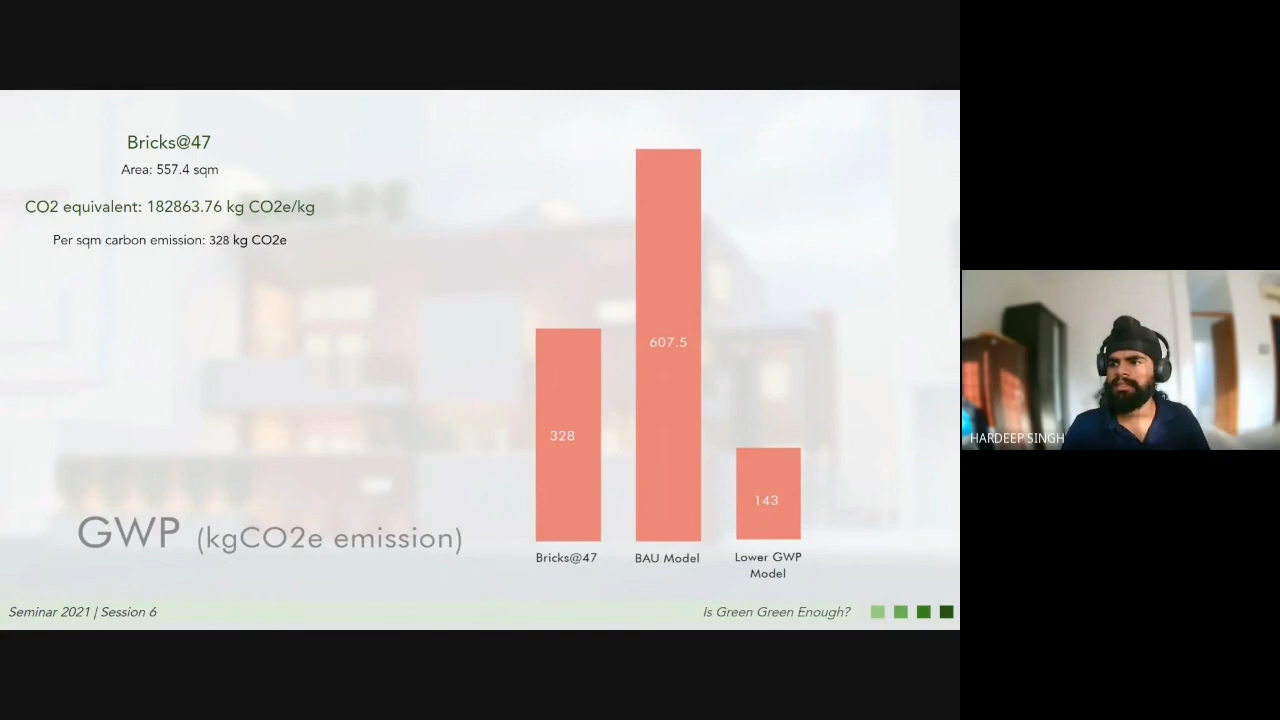 Bricks@47
Area: 557.4 sqm
CO2 equivalent: 182863.76 kg CO2e/kg
Per sqm carbon emission: 328 kg CO2e
607.5
328
143
GWP (kgCO2e emission)
Bricks@47
BAU Model
Lower GWP
Model
Seminar 2021 | Session 6
Is Green Green Enough?
HARDEEP SINGH